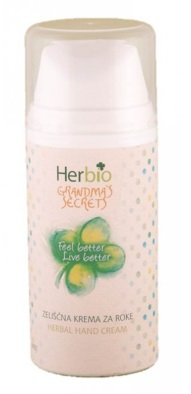 Herbio
GRANDMA'S
SECRETS
Feel better
Live better
ZELIŠČNA KREMA ZA ROKE
HERBAL HAND CREAM